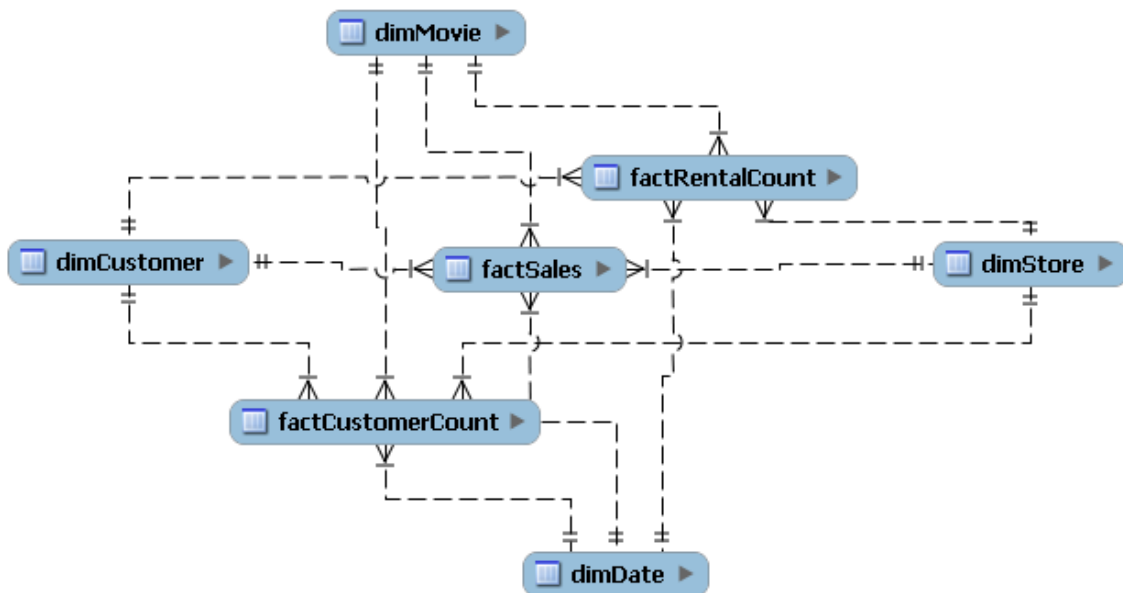 dimMovie
factRentalCount
dimCustomer
factSales
dimStore
factCustomerCount
dimDate